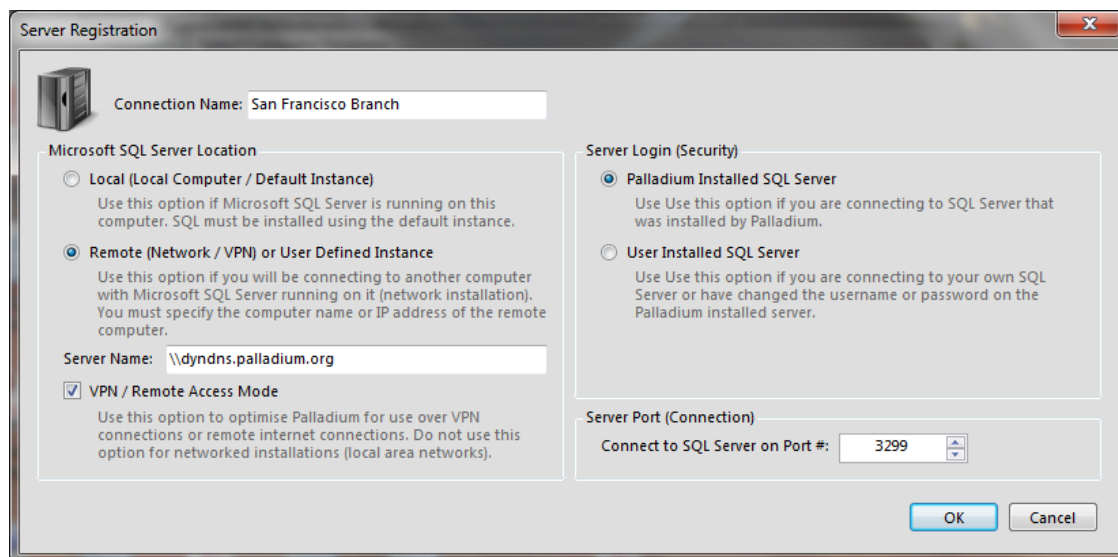 Server Registration
Connection Name: San Francisco Branch
Microsoft SQL Server Location
Local (Local Computer / Default Instance)
Use this option if Microsoft SQL Server is running on this
computer. SQL must be installed using the default instance.
Remote (Network / VPN) or User Defined Instance
Use this option if you will be connecting to another computer
with Microsoft SQL Server running on it (network installation).
You must specify the computer name or IP address of the remote
computer.
Server Name: \\dyndns.palladium.org
VPN / Remote Access Mode
Use this option to optimise Palladium for use over VPN
connections or remote internet connections. Do not use this
option for networked installations (local area networks).
Server Login (Security)
Palladium Installed SQL Server
Use Use this option if you are connecting to SQL Server that
was installed by Palladium.
User Installed SQL Server
Use Use this option if you are connecting to your own SQL
Server or have changed the username or password on the
Palladium installed server.
Server Port (Connection)
Connect to SQL Server on Port #: 3299
OK Cancel